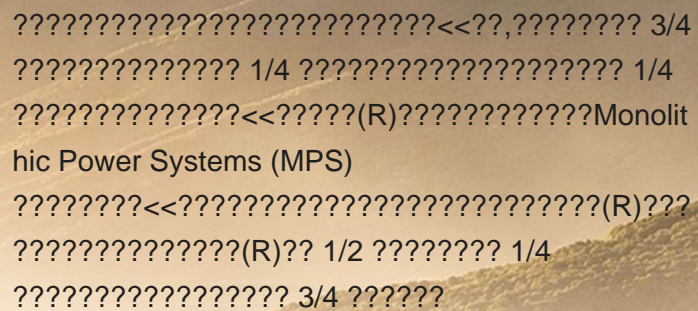 ??????????????????????????<<??,???????? 3/4
?????????????? 1/4 ???????????????????? 1/4
??????????????<<?????(R)????????????Monolit
hic Power Systems (MPS)
????????<<??????????????????????????(R)???
??????????????(R)?? 1/2 ???????? 1/4
????????????????? 3/4 ??????